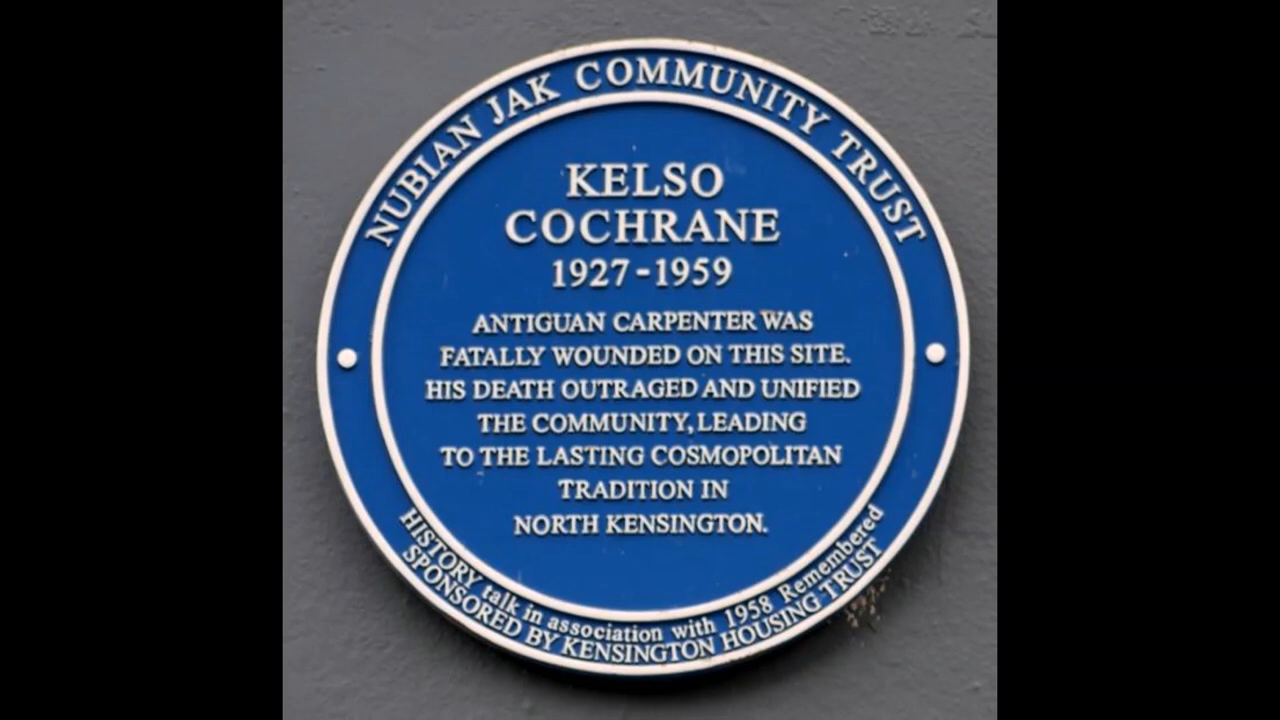 NUBIAN JAK COMMUNITY TRUST
KELSO
COCHRANE
1927-1959
ANTIGUAN CARPENTER WAS
FATALLY WOUNDED ON THIS SITE.
HIS DEATH OUTRAGED AND UNIFIED
THE COMMUNITY, LEADING
TO THE LASTING COSMOPOLITAN
TRADITION IN
NORTH KENSINGTON.
HISTORY talk in association with 1958 Remembered
SPONSORED BY KENSINGTON HOUSING TRUST